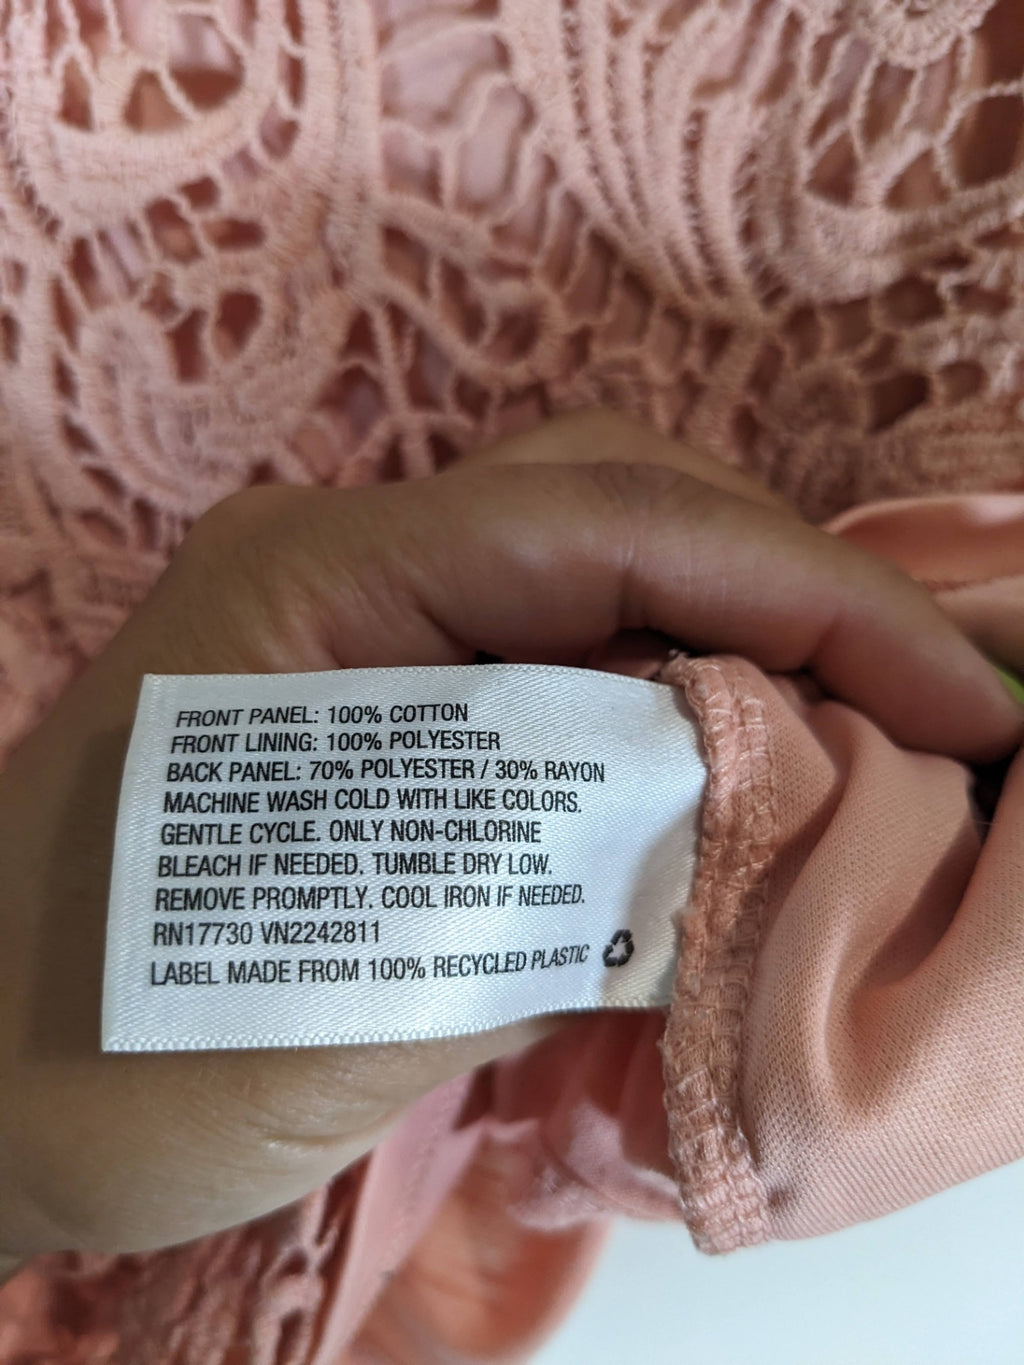 FRONT PANEL: 100% COTTON
FRONT LINING: 100% POLYESTER
BACK PANEL: 70% POLYESTER / 30% RAYON
MACHINE WASH COLD WITH LIKE COLORS.
GENTLE CYCLE. ONLY NON-CHLORINE
BLEACH IF NEEDED. TUMBLE DRY LOW.
REMOVE PROMPTLY. COOL IRON IF NEEDED.
RN17730 VN2242811
LABEL MADE FROM 100% RECYCLED PLASTIC